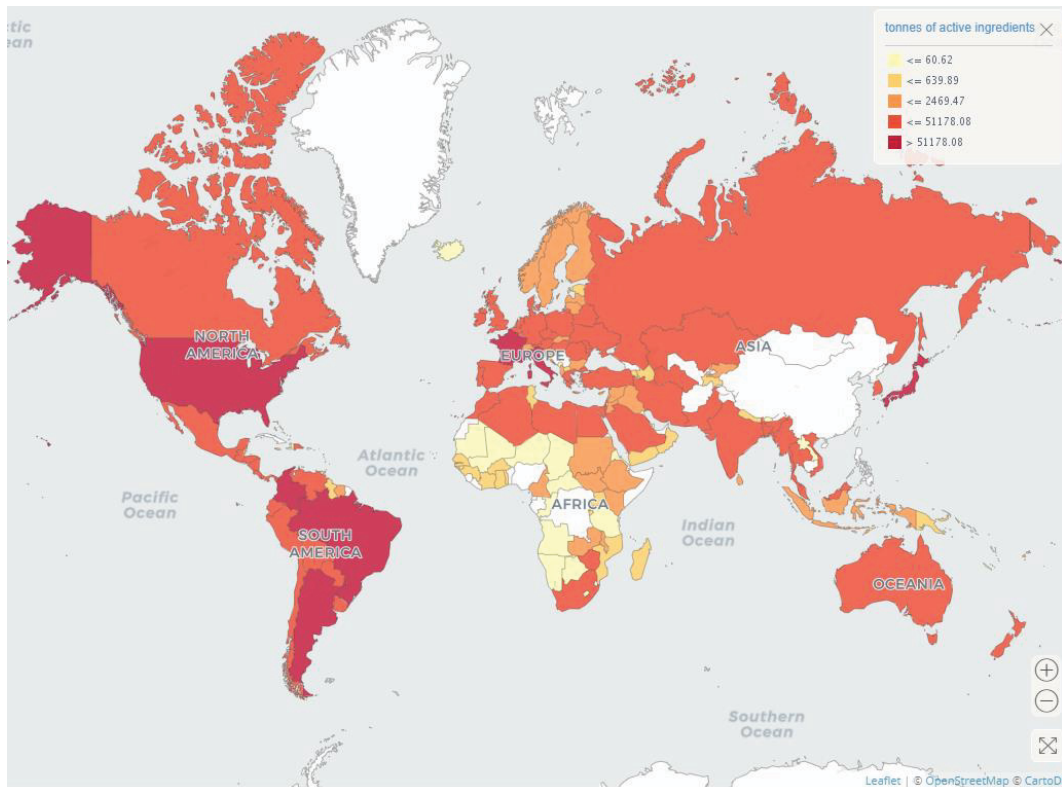 tic
ean
tonnes of active ingredients
<= 60.62
<= 639.89
<= 2469.47
<= 51178.08
> 51178.08
NORTH
AMERICA
EUROPE
ASIA
Atlantic
Ocean
Pacific
Ocean
AFRICA
Indian
Ocean
SOUTH
AMERICA
OCEANIA
Southern
Ocean
Leaflet | © OpenStreetMap © CartoD